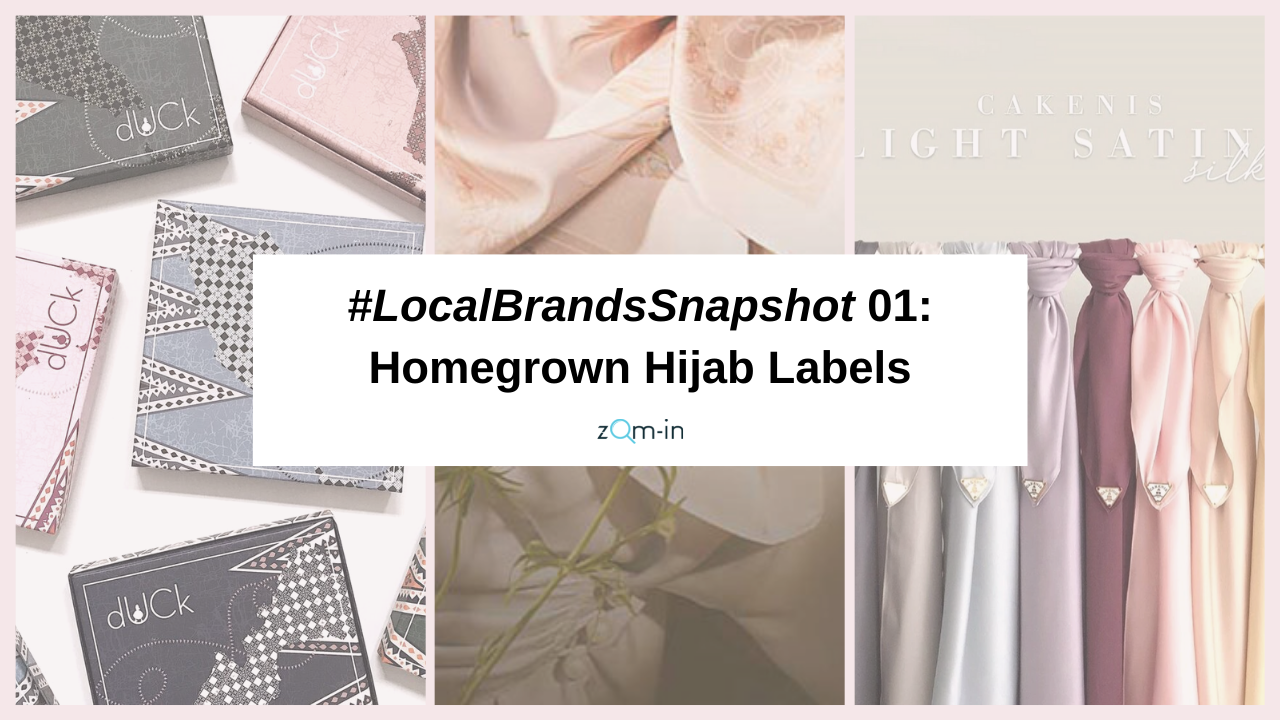 dUCk
dUCk
dUCk
dUCk
CAKENIS
LIGHT SATIN
silk
#LocalBrandsSnapshot 01:
Homegrown Hijab Labels
zOm-in